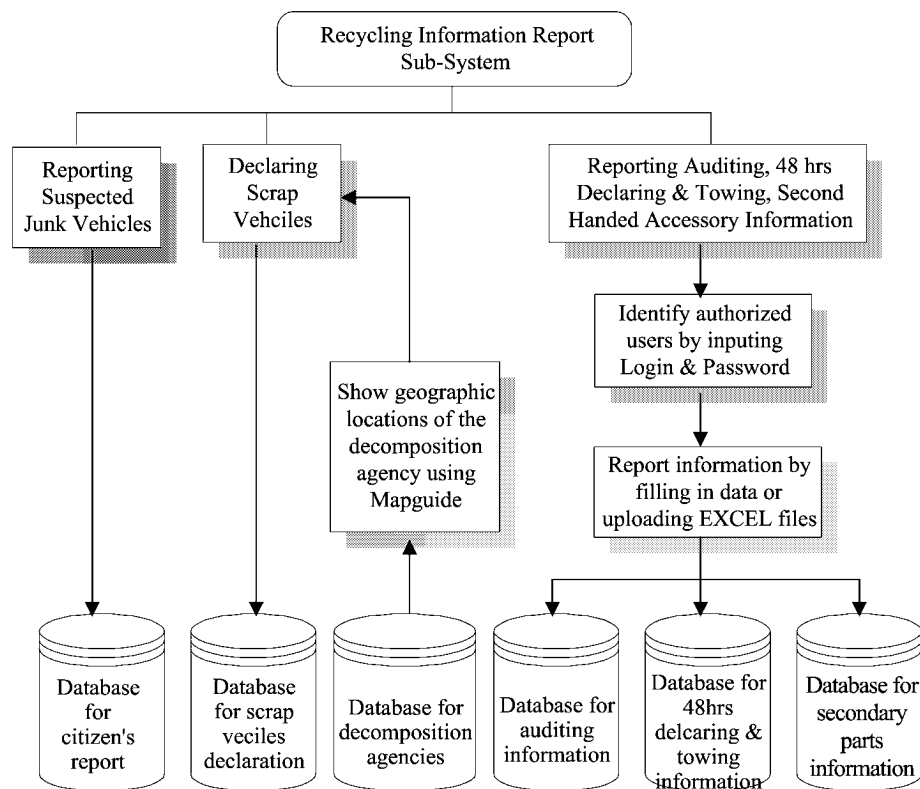 Recycling Information Report
Sub-System
Reporting
Suspected
Junk Vehicles
Declaring
Scrap
Vehciles
Reporting Auditing, 48 hrs
Declaring & Towing, Second
Handed Accessory Information
Identify authorized
users by inputing
Login & Password
Show geographic
locations of the
decomposition
agency using
Mapguide
Report information by
filling in data or
uploading EXCEL files
Database
for
citizen's
report
Database
for scrap
veciles
declaration
Database for
decomposition
agencies
Database for
auditing
information
Database for
48hrs
delcaring &
towing
information
Database for
secondary
parts
information